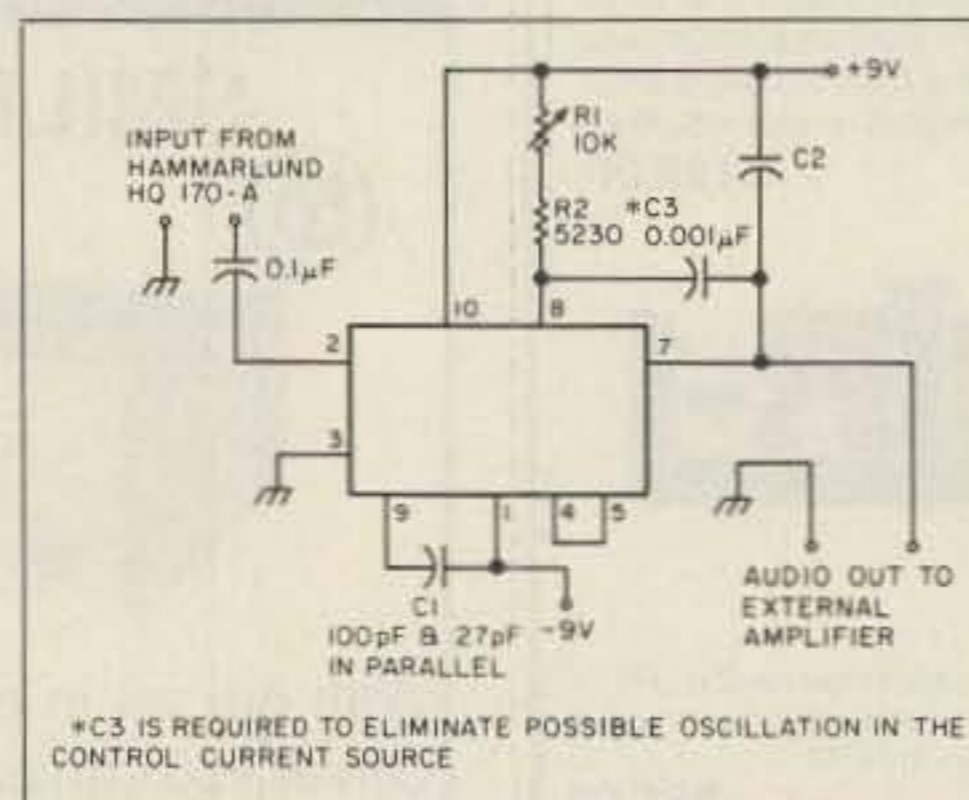 +9V
INPUT FROM
HAMMARLUND
HQ 170-A
R1
10K
C2
R2 *C3
5230 0.001µF
0.1µF
10 8
2 7
3
9 1 4 5
C1
100pF & 27pF -9V
IN PARALLEL
AUDIO OUT TO
EXTERNAL
AMPLIFIER
*C3 IS REQUIRED TO ELIMINATE POSSIBLE OSCILLATION IN THE
CONTROL CURRENT SOURCE